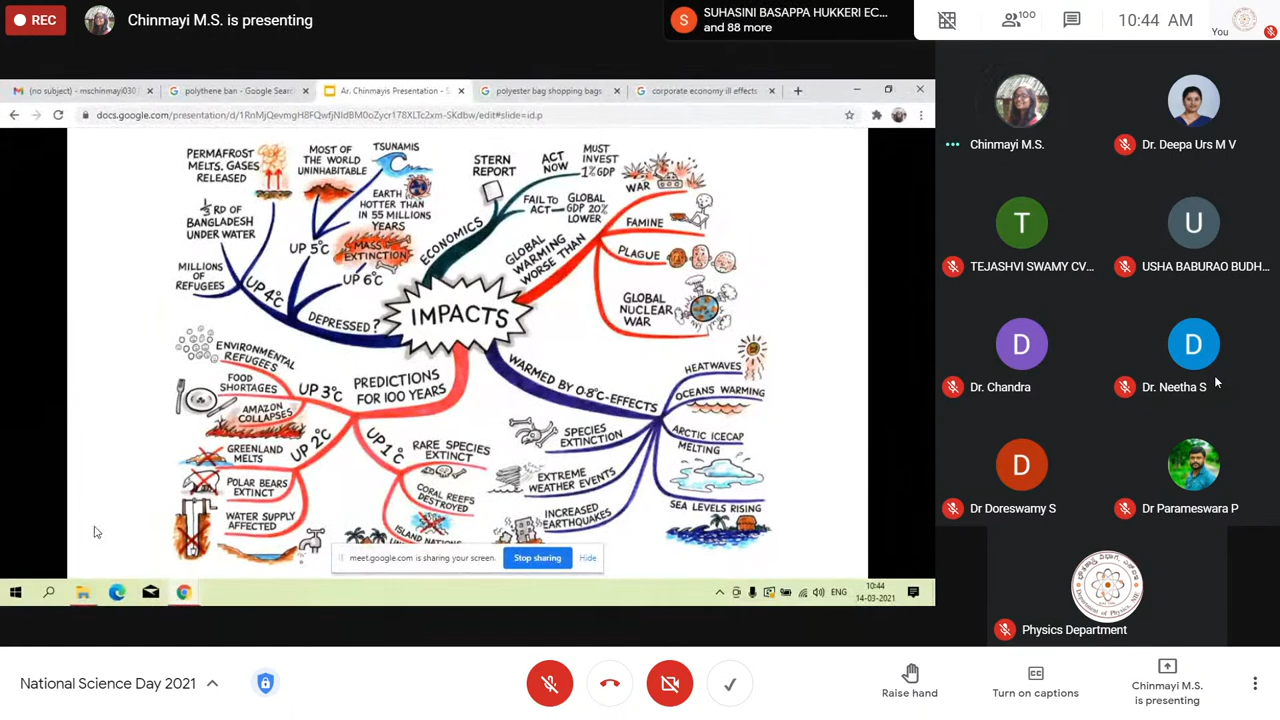 REC
Chinmayi M.S. is presenting
S
SUHASINI BASAPPA HUKKERI EC...
and 88 more
100
10:44 AM
You
(no subject) - mschinmayi030
polythene ban - Google Searc
Ar. Chinmayis Presentation - S
polyester bag shopping bags
corporate economy ill effects
docs.google.com/presentation/d/1RnMjQevmgH8FQwfjNIdBM0oZycr178XLTc2xm-SKdbw/edit#slide=id.p
PERMAFROST
MELTS. GASES
RELEASED
MOST OF
THE WORLD
UNINHABITABLE
TSUNAMIS
EARTH
HOTTER THAN
IN 55 MILLIONS
YEARS
1/3 RD OF
BANGLADESH
UNDER WATER
MILLIONS
OF
REFUGEES
UP 4°C
UP 5°C
MASS
EXTINCTION
UP 6°C
DEPRESSED?
STERN
REPORT
ACT
NOW
MUST
INVEST
1% GDP
FAIL TO
ACT
GLOBAL
GDP 20%
LOWER
ECONOMICS
GLOBAL
WARMING
WORSE THAN
WAR
FAMINE
PLAGUE
GLOBAL
NUCLEAR
WAR
IMPACTS
ENVIRONMENTAL
REFUGEES
FOOD
SHORTAGES
AMAZON
COLLAPSES
UP 3°C
PREDICTIONS
FOR 100 YEARS
GREENLAND
MELTS
POLAR BEARS
EXTINCT
WATER SUPPLY
AFFECTED
UP 2°C
UP 1°C
RARE SPECIES
EXTINCT
CORAL REEFS
DESTROYED
ISLAND NATIONS
WARMED BY 0.8°C-EFFECTS
HEATWAVES
OCEANS WARMING
ARCTIC ICECAP
MELTING
SEA LEVELS RISING
SPECIES
EXTINCTION
EXTREME
WEATHER EVENTS
INCREASED
EARTHQUAKES
meet.google.com is sharing your screen.
Stop sharing
Hide
ENG
10:44
14-03-2021
Chinmayi M.S.
Dr. Deepa Urs M V
T
TEJASHVI SWAMY CV...
U
USHA BABURAO BUDH...
D
Dr. Chandra
D
Dr. Neetha S
D
Dr Doreswamy S
Dr Parameswara P
Physics Department
National Science Day 2021
Raise hand
CC
Turn on captions
Chinmayi M.S.
is presenting